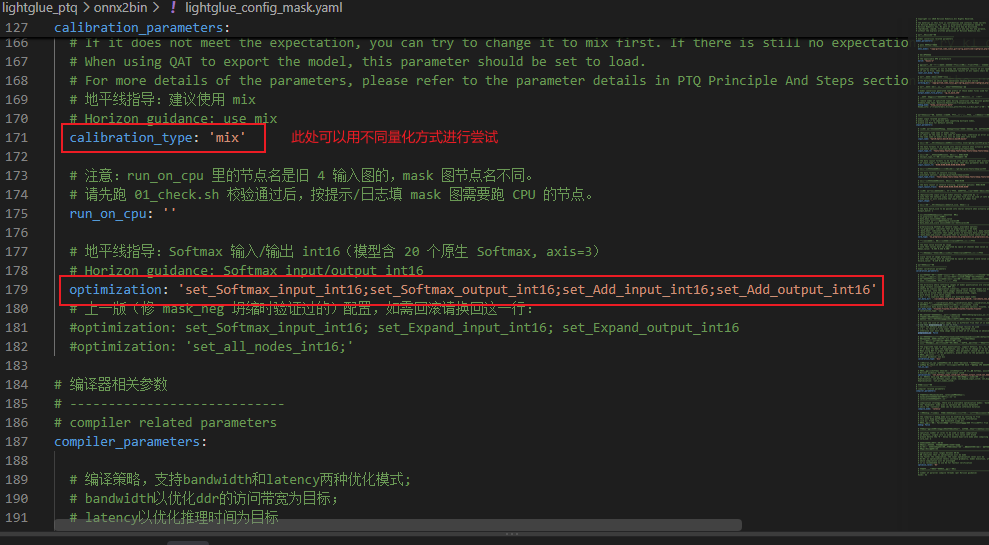 lightglue_ptq > onnx2bin > ! lightglue_config_mask.yaml
127 calibration_parameters:
166 # If it does not meet the expectation, you can try to change it to mix first. If there is still no expectatio
167 # When using QAT to export the model, this parameter should be set to load.
168 # For more details of the parameters, please refer to the parameter details in PTQ Principle And Steps sectio
169 # 地平线指导：建议使用 mix
170 # Horizon guidance: use mix
171 calibration_type: 'mix' 此处可以用不同量化方式进行尝试
172
173 # 注意：run_on_cpu 里的节点名是旧 4 输入图的，mask 图节点名不同。
174 # 请先跑 01_check.sh 校验通过后，按提示/日志填 mask 图需要跑 CPU 的节点。
175 run_on_cpu: ''
176
177 # 地平线指导：Softmax 输入/输出 int16（模型含 20 个原生 Softmax, axis=3）
178 # Horizon guidance: Softmax input/output int16
179 optimization: 'set_Softmax_input_int16;set_Softmax_output_int16;set_Add_input_int16;set_Add_output_int16'
180 # 上一版（修 mask_neg 坍缩时验证过的）配置，如需回滚请换回这一行：
181 #optimization: set_Softmax_input_int16; set_Expand_input_int16; set_Expand_output_int16
182 #optimization: 'set_all_nodes_int16;'
183
184 # 编译器相关参数
185 # ---------------------------
186 # compiler related parameters
187 compiler_parameters:
188
189 # 编译策略，支持bandwidth和latency两种优化模式;
190 # bandwidth以优化ddr的访问带宽为目标；
191 # latency以优化推理时间为目标